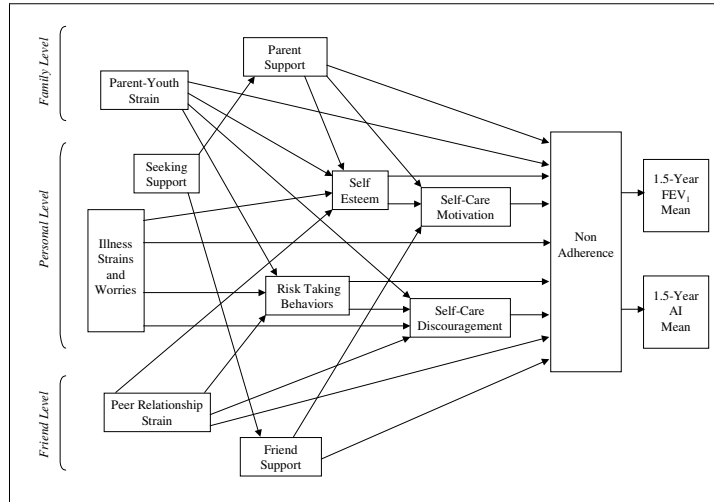 Family Level
Parent
Support
Parent-Youth
Strain
Personal Level
Seeking
Support
Self
Esteem
Self-Care
Motivation
Illness
Strains
and
Worries
Risk Taking
Behaviors
Self-Care
Discouragement
Non
Adherence
1.5-Year
FEV1
Mean
1.5-Year
AI
Mean
Friend Level
Peer Relationship
Strain
Friend
Support